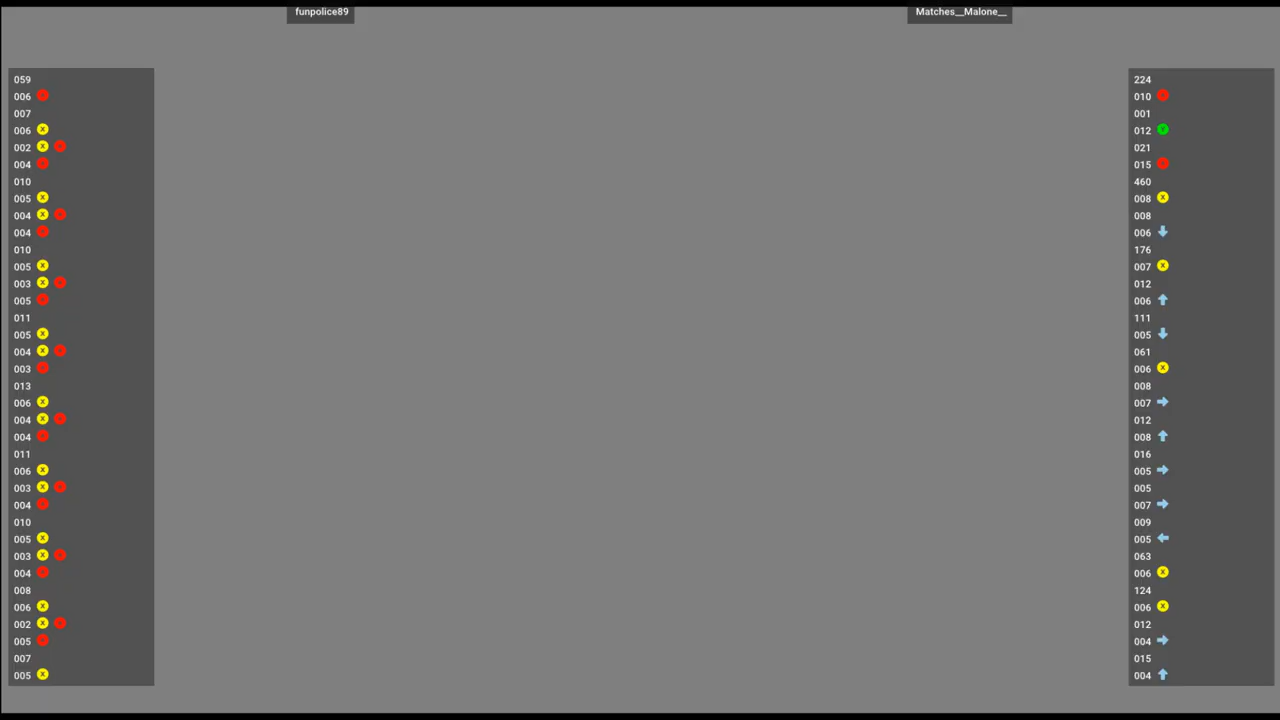 funpolice89
Matches__Malone__
059
006
007
006 X
002 X
004
010
005 X
004 X
004
010
005 X
003 X
005
011
005 X
004 X
003
013
006 X
004 X
004
011
006 X
003 X
004
010
005 X
003 X
004
008
006 X
002 X
005
007
005 X
224
010
001
012
021
015
460
008 X
008
006
176
007 X
012
006
111
005
061
006 X
008
007
012
008
016
005
005
007
009
005
063
006 X
124
006 X
012
004
015
004